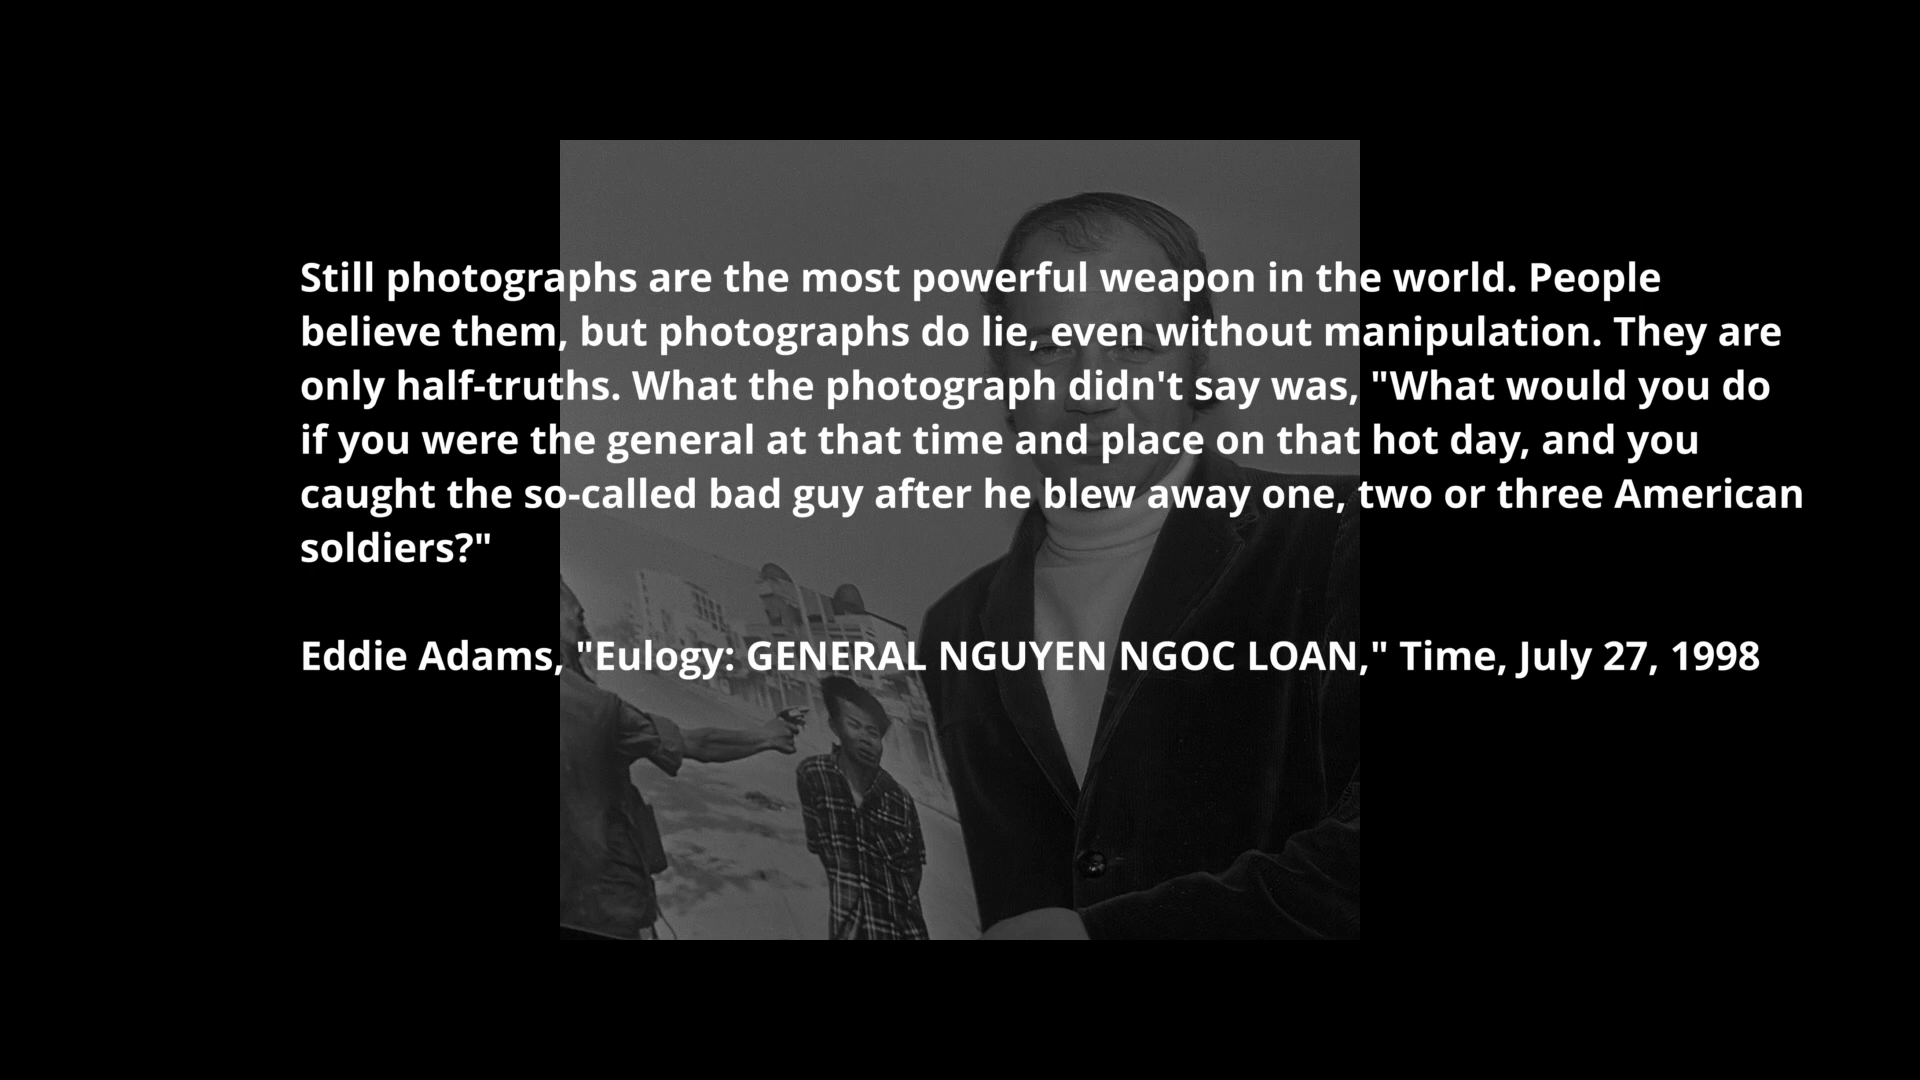 Still photographs are the most powerful weapon in the world. People
believe them, but photographs do lie, even without manipulation. They are
only half-truths. What the photograph didn't say was, "What would you do
if you were the general at that time and place on that hot day, and you
caught the so-called bad guy after he blew away one, two or three American
soldiers?"
Eddie Adams, "Eulogy: GENERAL NGUYEN NGOC LOAN," Time, July 27, 1998